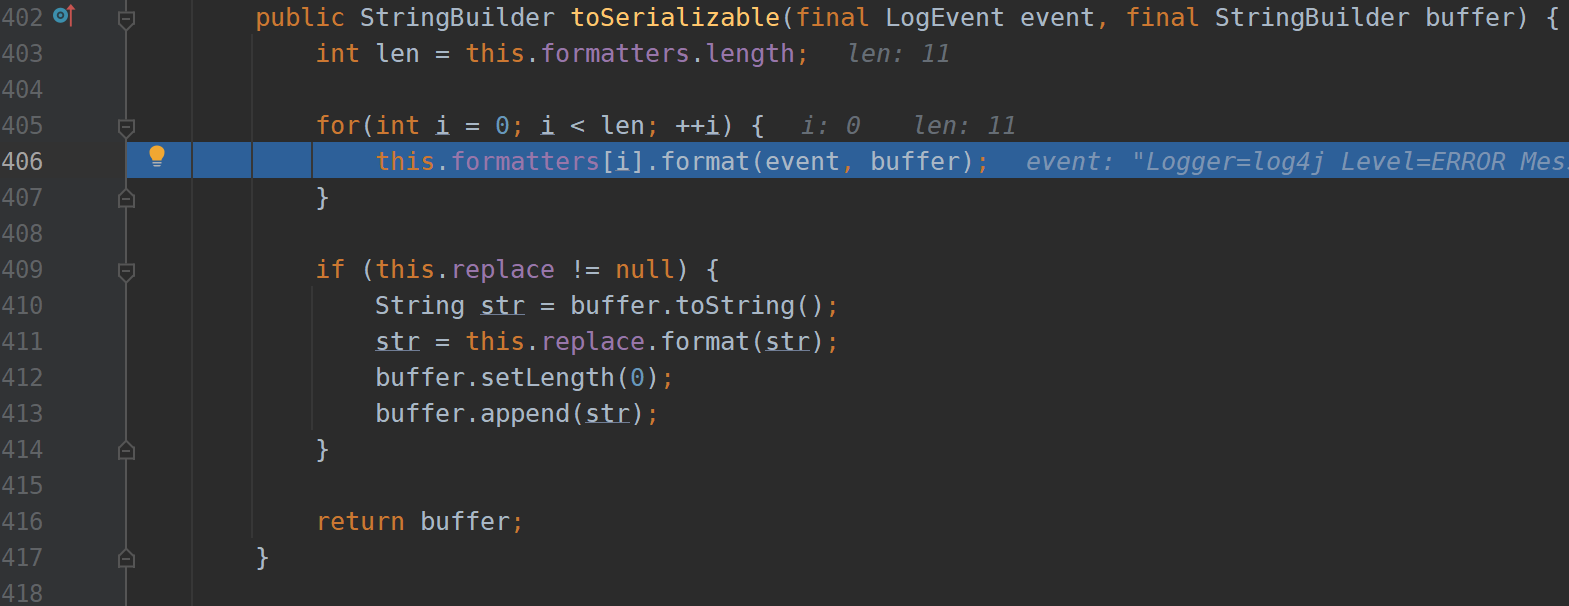 402 public StringBuilder toSerializable(final LogEvent event, final StringBuilder buffer) {
403 int len = this.formatters.length; len: 11
404
405 for(int i = 0; i < len; ++i) { i: 0 len: 11
406 this.formatters[i].format(event, buffer); event: "Logger=log4j Level=ERROR Mes
407 }
408
409 if (this.replace != null) {
410 String str = buffer.toString();
411 str = this.replace.format(str);
412 buffer.setLength(0);
413 buffer.append(str);
414 }
415
416 return buffer;
417 }
418